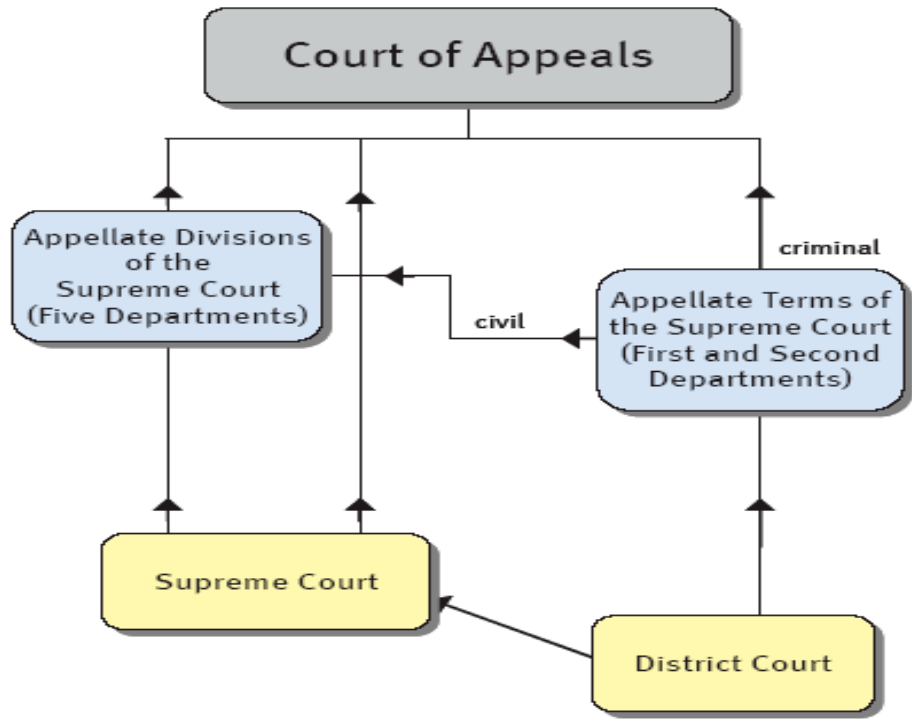 Court of Appeals
Appellate Divisions
of the
Supreme Court
(Five Departments)
criminal
civil
Appellate Terms of
the Supreme Court
(First and Second
Departments)
Supreme Court
District Court